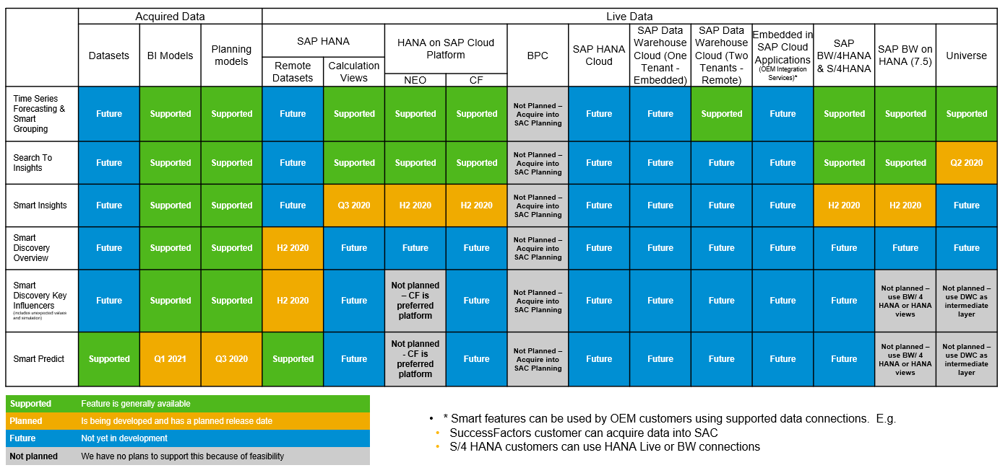 Acquired Data
Live Data
Datasets
BI Models
Planning
models
SAP HANA
Remote
Datasets
Calculation
Views
HANA on SAP Cloud
Platform
NEO
CF
BPC
SAP HANA
Cloud
SAP Data
Warehouse
Cloud (One
Tenant -
Embedded)
SAP Data
Warehouse
Cloud (Two
Tenants -
Remote)
Embedded in
SAP Cloud
Applications
(OEM Integration
Services)*
SAP
BW/4HANA
& S/4HANA
SAP BW on
HANA (7.5)
Universe
Time Series
Forecasting &
Smart
Grouping
Future
Supported
Supported
Future
Supported
Supported
Supported
Not Planned –
Acquire into
SAC Planning
Future
Future
Supported
Future
Supported
Supported
Supported
Search To
Insights
Future
Supported
Supported
Future
Supported
Supported
Supported
Not Planned –
Acquire into
SAC Planning
Future
Future
Future
Future
Supported
Supported
Q2 2020
Smart Insights
Future
Supported
Supported
Future
Q3 2020
H2 2020
H2 2020
Not Planned –
Acquire into
SAC Planning
Future
Future
Future
Future
H2 2020
H2 2020
Future
Smart
Discovery
Overview
Future
Supported
Supported
H2 2020
Future
Future
Future
Not Planned –
Acquire into
SAC Planning
Future
Future
Future
Future
Future
Future
Future
Smart
Discovery Key
Influencers
(includes unexpected values
and simulation)
Future
Supported
Supported
H2 2020
Future
Not planned
– CF is
preferred
platform
Future
Not Planned –
Acquire into
SAC Planning
Future
Future
Future
Future
Future
Not planned –
use BW/ 4
HANA or HANA
views
Not planned –
use DWC as
intermediate
layer
Smart Predict
Supported
Q1 2021
Q3 2020
Supported
Future
Not planned
- CF is
preferred
platform
Future
Not Planned –
Acquire into
SAC Planning
Future
Future
Future
Future
Future
Not planned –
use BW/ 4
HANA or HANA
views
Not planned –
use DWC as
intermediate
layer
Supported Feature is generally available
Planned Is being developed and has a planned release date
Future Not yet in development
Not planned We have no plans to support this because of feasibility
• * Smart features can be used by OEM customers using supported data connections. E.g.
• SuccessFactors customer can acquire data into SAC
• S/4 HANA customers can use HANA Live or BW connections